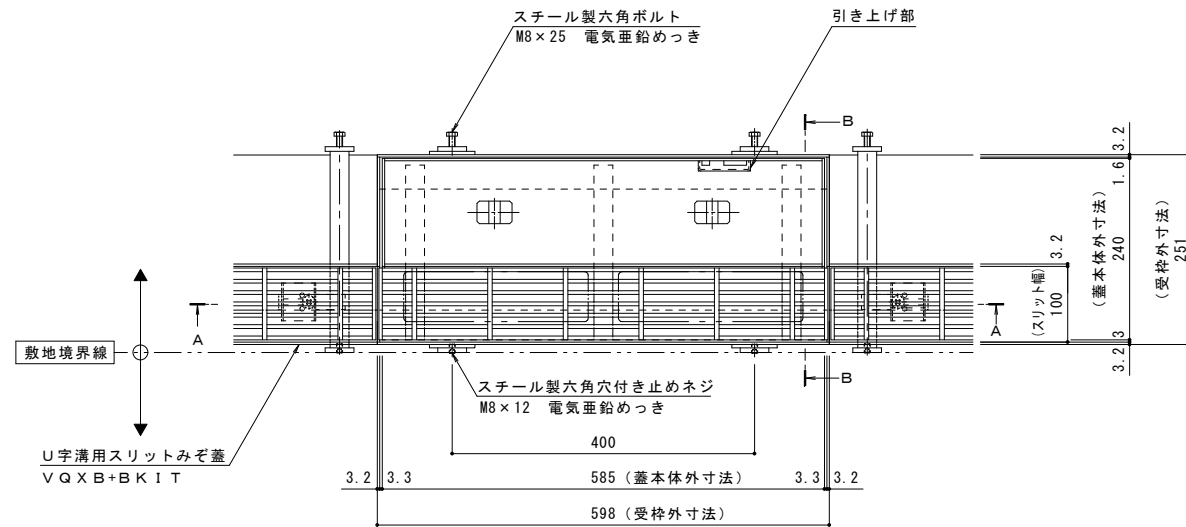 スチール製六角ボルト
M8×25 電気亜鉛めっき
引き上げ部
B
B
A
A
敷地境界線
スチール製六角穴付き止めネジ
M8×12 電気亜鉛めっき
U字溝用スリットみぞ蓋
VQXB+BKIT
400
3.2 3.3 585 (蓋本体外寸法) 3.3 3.2
598 (受枠外寸法)
3.2
(スリット幅)
100
3.2
1.6
(蓋本体外寸法)
240
3
3.2
(受枠外寸法)
251